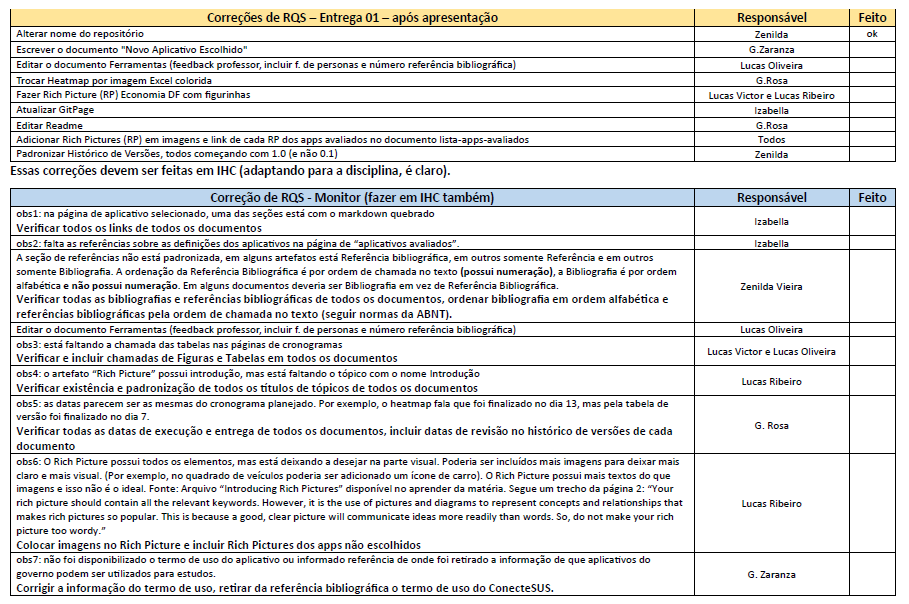 Correções de RQS – Entrega 01 – após apresentação Responsável Feito
Alterar nome do repositório Zenilda ok
Escrever o documento "Novo Aplicativo Escolhido" G.Zaranza
Editar o documento Ferramentas (feedback professor, incluir f. de personas e número referência bibliográfica) Lucas Oliveira
Trocar Heatmap por imagem Excel colorida G.Rosa
Fazer Rich Picture (RP) Economia DF com figurinhas Lucas Victor e Lucas Ribeiro
Atualizar GitPage Izabella
Editar Readme G.Rosa
Adicionar Rich Pictures (RP) em imagens e link de cada RP dos apps avaliados no documento lista-apps-avaliados Todos
Padronizar Histórico de Versões, todos começando com 1.0 (e não 0.1) Zenilda
Essas correções devem ser feitas em IHC (adaptando para a disciplina, é claro).
Correção de RQS - Monitor (fazer em IHC também) Responsável Feito
obs1: na página de aplicativo selecionado, uma das seções está com o markdown quebrado
Verificar todos os links de todos os documentos
Izabella
obs2: falta as referências sobre as definições dos aplicativos na página de “aplicativos avaliados”. Izabella
A seção de referências não está padronizada, em alguns artefatos está Referência bibliográfica, em outros somente Referência e em outros
somente Bibliografia. A ordenação da Referência Bibliográfica é por ordem de chamada no texto (possui numeração), a Bibliografia é por ordem
alfabética e não possui numeração. Em alguns documentos deveria ser Bibliografia em vez de Referência Bibliográfica.
Verificar todas as bibliografias e referências bibliográficas de todos os documentos, ordenar bibliografia em ordem alfabética e
referências bibliográficas pela ordem de chamada no texto (seguir normas da ABNT).
Zenilda Vieira
Editar o documento Ferramentas (feedback professor, incluir f. de personas e número referência bibliográfica) Lucas Oliveira
obs3: está faltando a chamada das tabelas nas páginas de cronogramas
Verificar e incluir chamadas de Figuras e Tabelas em todos os documentos
Lucas Victor e Lucas Oliveira
obs4: o artefato “Rich Picture” possui introdução, mas está faltando o tópico com o nome Introdução
Verificar existência e padronização de todos os títulos de tópicos de todos os documentos
Lucas Ribeiro
obs5: as datas parecem ser as mesmas do cronograma planejado. Por exemplo, o heatmap fala que foi finalizado no dia 13, mas pela tabela de
versão foi finalizado no dia 7.
Verificar todas as datas de execução e entrega de todos os documentos, incluir datas de revisão no histórico de versões de cada
documento
G. Rosa
obs6: O Rich Picture possui todos os elementos, mas está deixando a desejar na parte visual. Poderia ser incluídos mais imagens para deixar mais
claro e mais visual. (Por exemplo, no quadrado de veículos poderia ser adicionado um ícone de carro). O Rich Picture possui mais textos do que
imagens e isso não é o ideal. Fonte: Arquivo “Introducing Rich Pictures” disponível no aprender da matéria. Segue um trecho da página 2: “Your
rich picture should contain all the relevant keywords. However, it is the use of pictures and diagrams to represent concepts and relationships that
makes rich pictures so popular. This is because a good, clear picture will communicate ideas more readily than words. So, do not make your rich
picture too wordy.”
Colocar imagens no Rich Picture e incluir Rich Pictures dos apps não escolhidos
Lucas Ribeiro
obs7: não foi disponibilizado o termo de uso do aplicativo ou informado referência de onde foi retirado a informação de que aplicativos do
governo podem ser utilizados para estudos.
Corrigir a informação do termo de uso, retirar da referência bibliográfica o termo de uso do ConecteSUS.
G. Zaranza